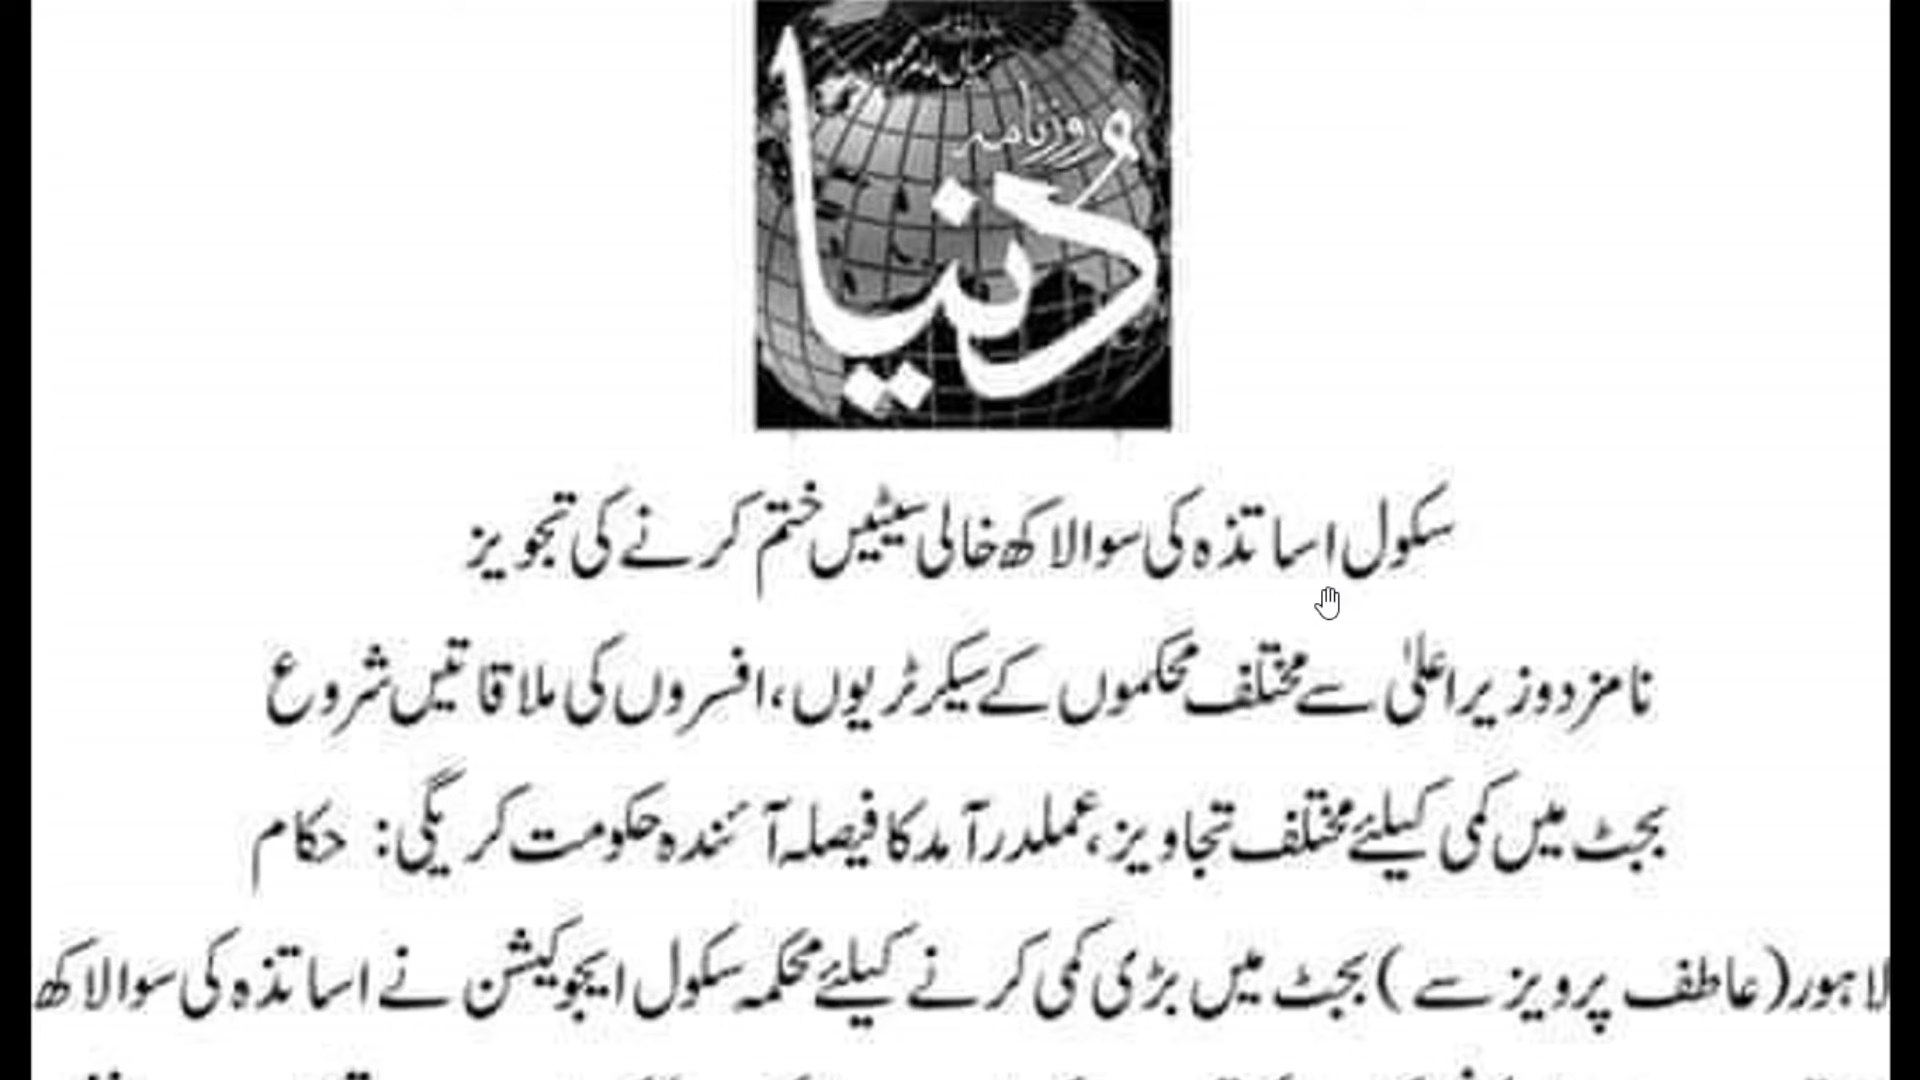 روزنامہ
دُنیا
سکول اساتذہ کی سوا لاکھ خالی سیٹیں ختم کرنے کی تجویز
نامزد وزیراعلیٰ سے مختلف محکموں کے سیکرٹریوں، افسروں کی ملاقاتیں شروع
بجٹ میں کمی کیلئے مختلف تجاویز، عملدرآمد کا فیصلہ آئندہ حکومت کریگی: حکام
لاہور (عاطف پرویز سے) بجٹ میں بڑی کمی کرنے کیلئے محکمہ سکول ایجوکیشن نے اساتذہ کی سوا لاکھ